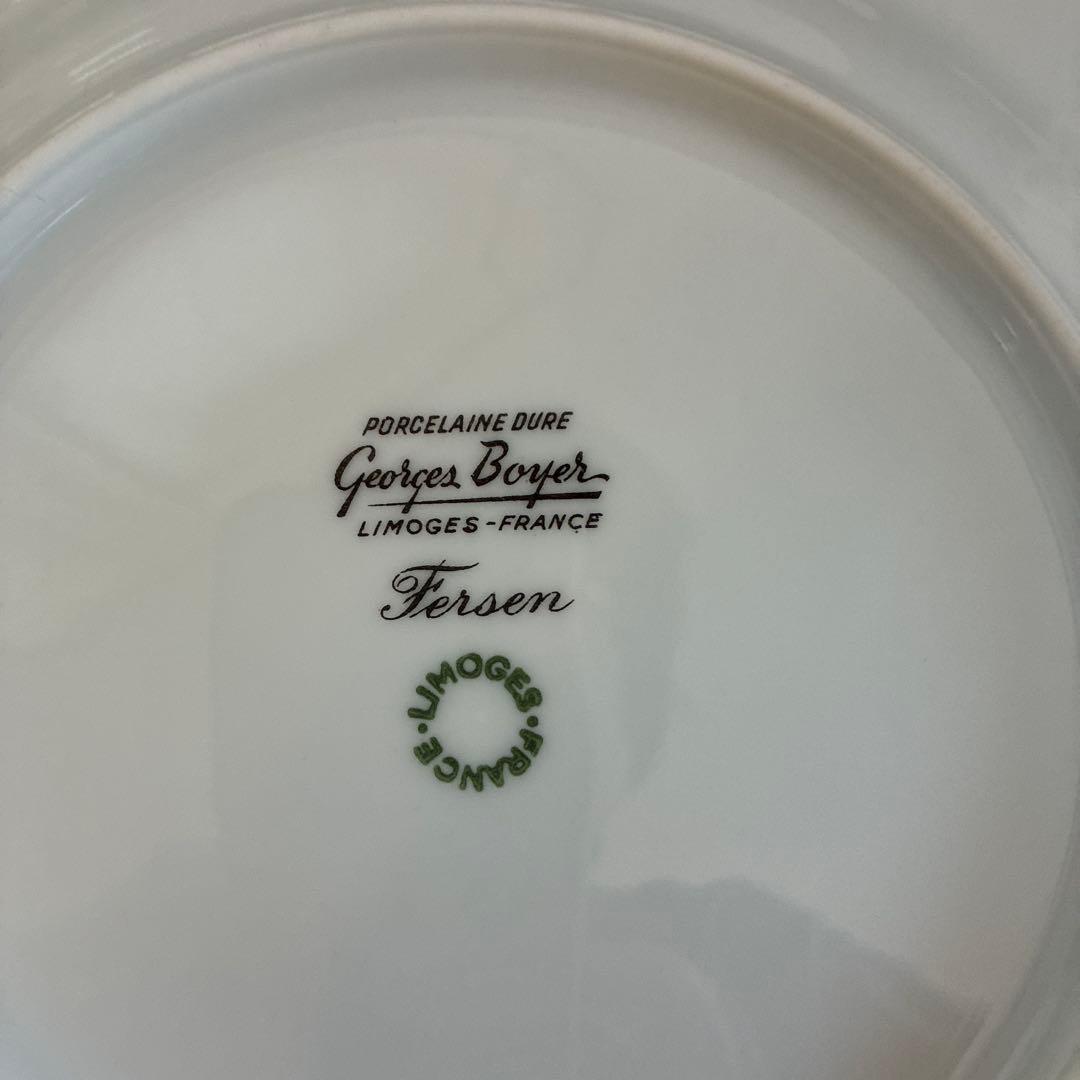 PORCELAINE DURE
Georges Boyer
LIMOGES-FRANCE
Fersen
LIMOGES · FRANCE ·